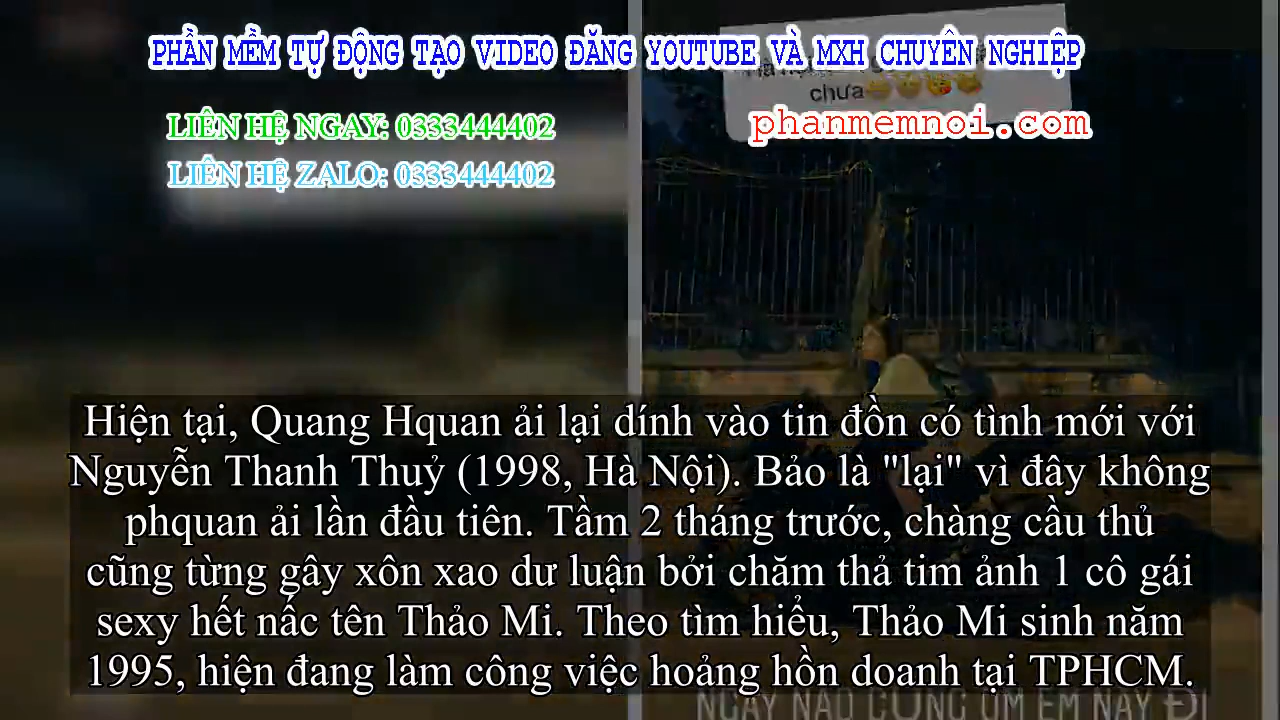 PHẦN MỀM TỰ ĐỘNG TẠO VIDEO ĐĂNG YOUTUBE VÀ MXH CHUYÊN NGHIỆP
chưa
LIÊN HỆ NGAY: 0333444402
phanmemnoi.com
LIÊN HỆ ZALO: 0333444402
Hiện tại, Quang Hquan ải lại dính vào tin đồn có tình mới với
Nguyễn Thanh Thuỷ (1998, Hà Nội). Bảo là "lại" vì đây không
phquan ải lần đầu tiên. Tầm 2 tháng trước, chàng cầu thủ
cũng từng gây xôn xao dư luận bởi chăm thả tim ảnh 1 cô gái
sexy hết nấc tên Thảo Mi. Theo tìm hiểu, Thảo Mi sinh năm
1995, hiện đang làm công việc hoảng hồn doanh tại TPHCM.
NGÀY NÀO CŨNG ÔM EM NÀY ĐI